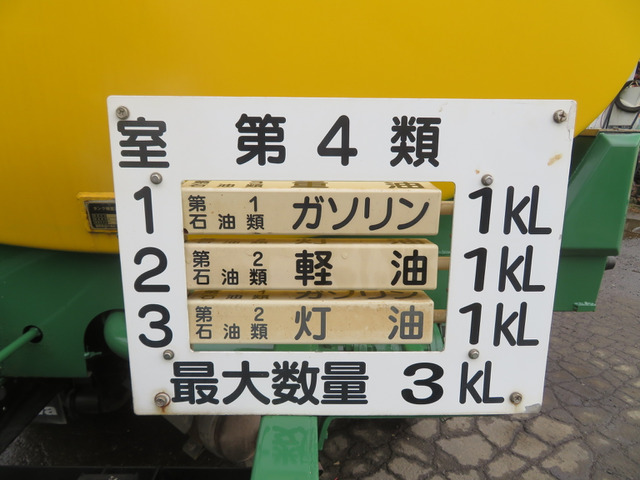 室 第 4 類
1 第1石油類 ガソリン 1KL
2 第2石油類 軽油 1KL
3 第2石油類 灯油 1KL
最大数量 3KL